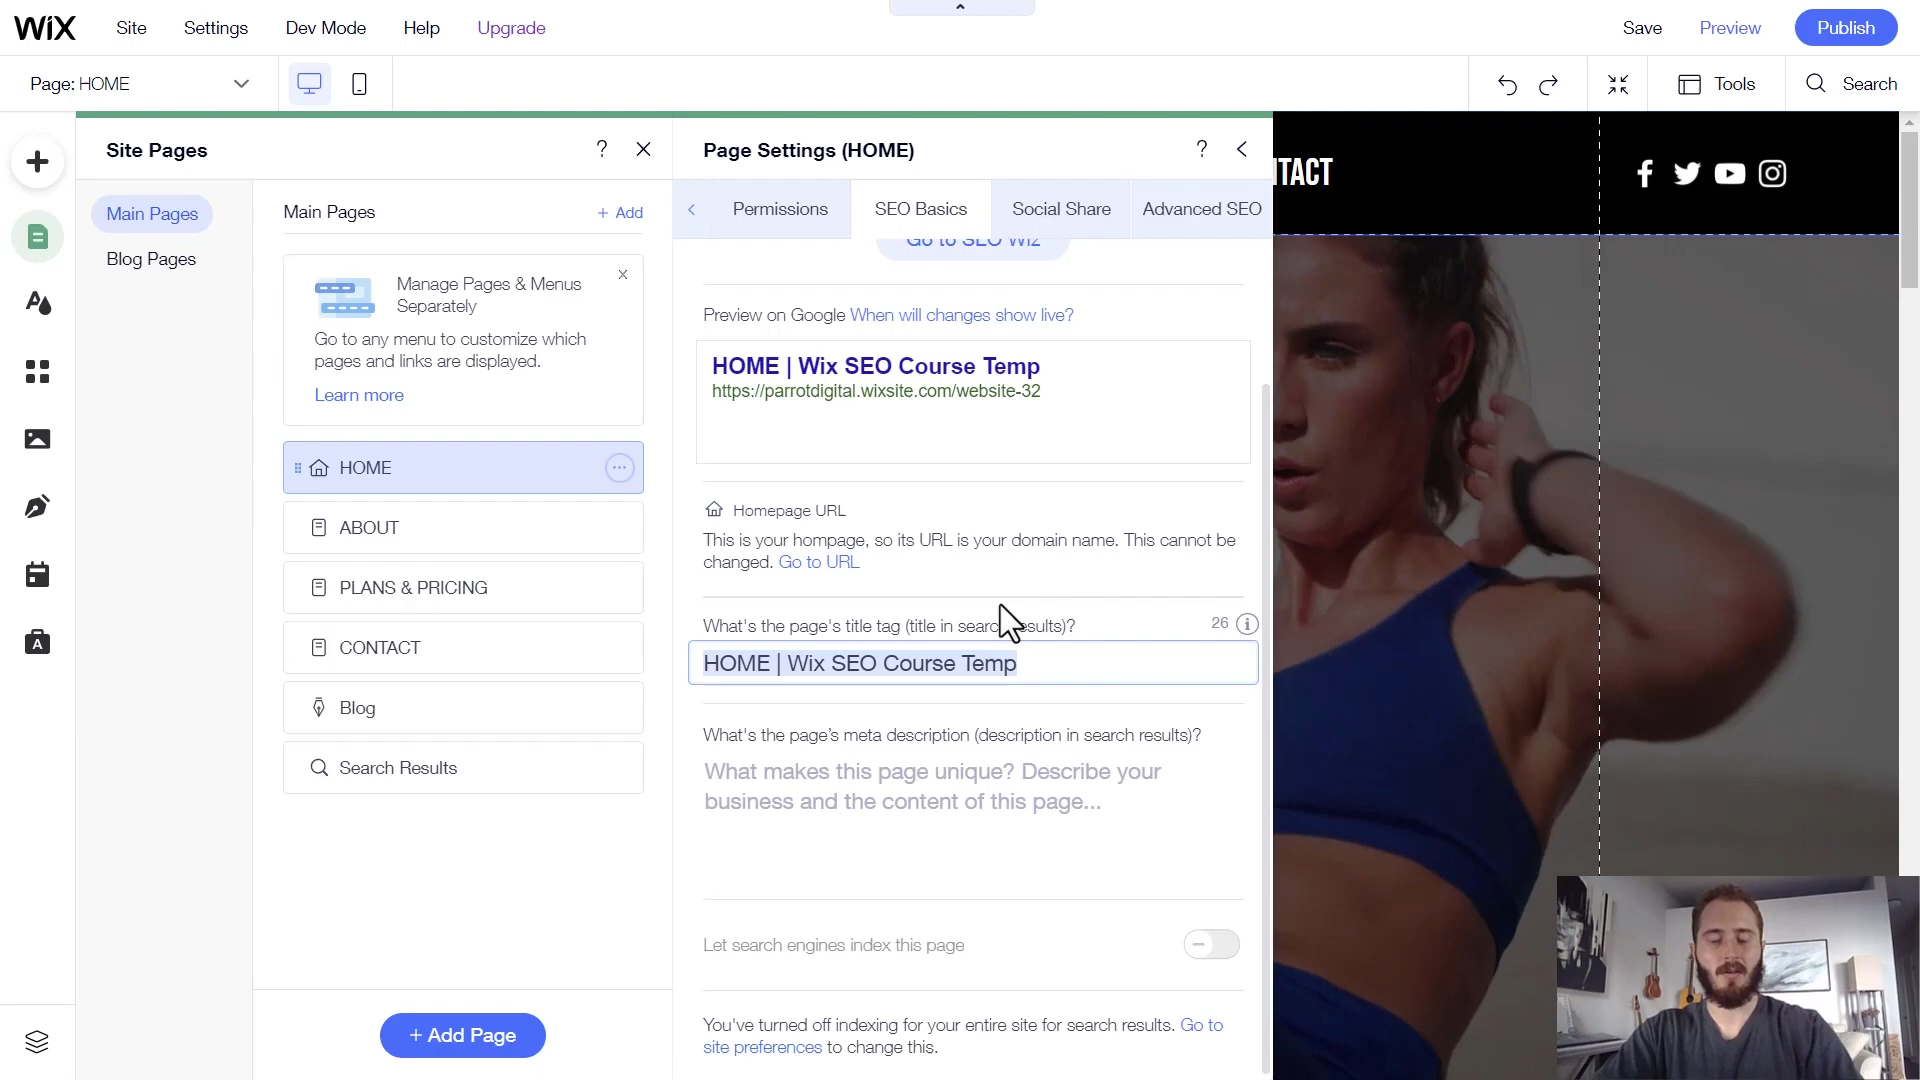 WiX Site Settings Dev Mode Help Upgrade Save Preview Publish
Page: HOME Tools Search
Site Pages ?
Main Pages
Blog Pages
Main Pages + Add
Manage Pages & Menus
Separately
Go to any menu to customize which
pages and links are displayed.
Learn more
HOME
ABOUT
PLANS & PRICING
CONTACT
Blog
Search Results
+ Add Page
Page Settings (HOME) ?
Permissions SEO Basics Social Share Advanced SEO
Go to SEO Wiz
Preview on Google When will changes show live?
HOME | Wix SEO Course Temp
https://parrotdigital.wixsite.com/website-32
Homepage URL
This is your hompage, so its URL is your domain name. This cannot be
changed. Go to URL
What's the page's title tag (title in search results)? 26
HOME | Wix SEO Course Temp
What's the page's meta description (description in search results)?
What makes this page unique? Describe your
business and the content of this page...
Let search engines index this page
You've turned off indexing for your entire site for search results. Go to
site preferences to change this.
NTACT